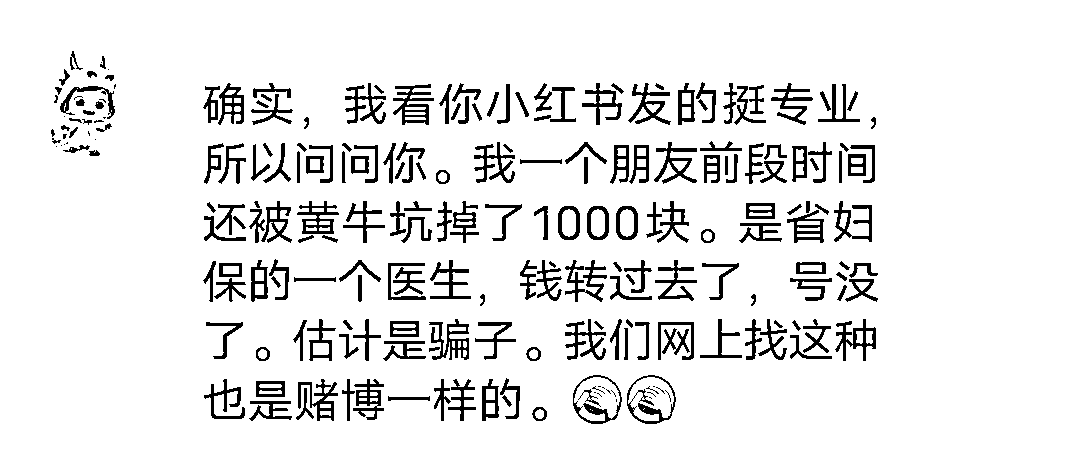 确实，我看你小红书发的挺专业，
所以问问你。我一个朋友前段时间
还被黄牛坑掉了1000块。是省妇
保的一个医生，钱转过去了，号没
了。估计是骗子。我们网上找这种
也是赌博一样的。